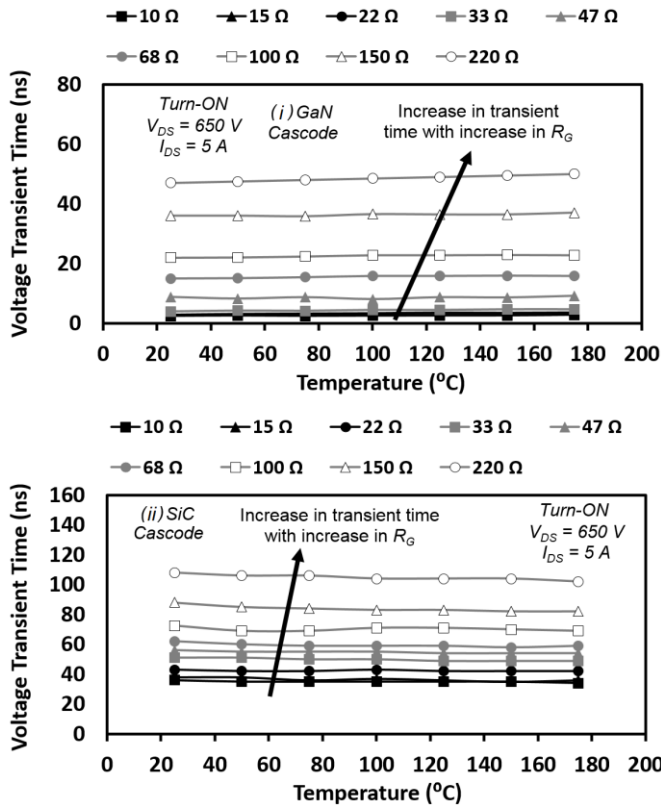 10 Ω 15 Ω 22 Ω 33 Ω 47 Ω
68 Ω 100 Ω 150 Ω 220 Ω
Voltage Transient Time (ns)
80
60
40
20
0
Turn-ON
V_DS = 650 V
I_DS = 5 A
(i) GaN
Cascode
Increase in transient
time with increase in R_G
0 20 40 60 80 100 120 140 160 180 200
Temperature (⁰C)
10 Ω 15 Ω 22 Ω 33 Ω 47 Ω
68 Ω 100 Ω 150 Ω 220 Ω
Voltage Transient Time (ns)
160
140
120
100
80
60
40
20
0
(ii) SiC
Cascode
Increase in transient time
with increase in R_G
Turn-ON
V_DS = 650 V
I_DS = 5 A
0 20 40 60 80 100 120 140 160 180 200
Temperature (⁰C)